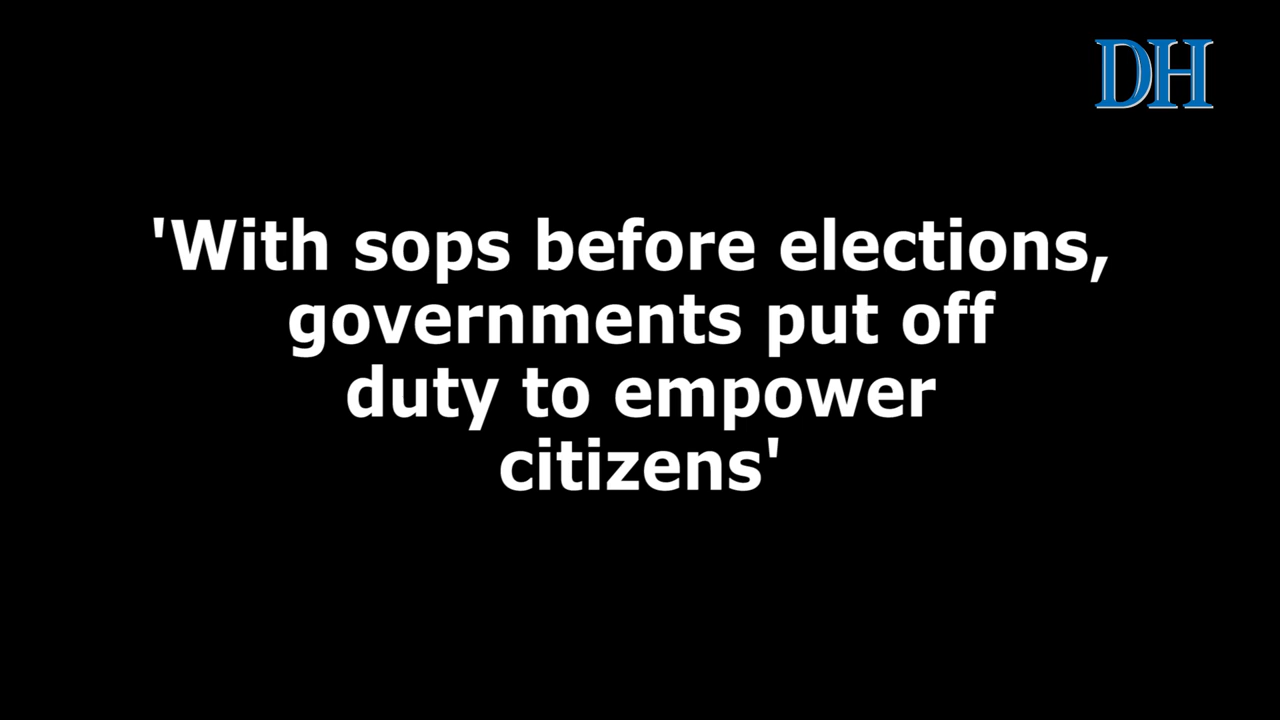 DH
'With sops before elections,
governments put off
duty to empower
citizens'